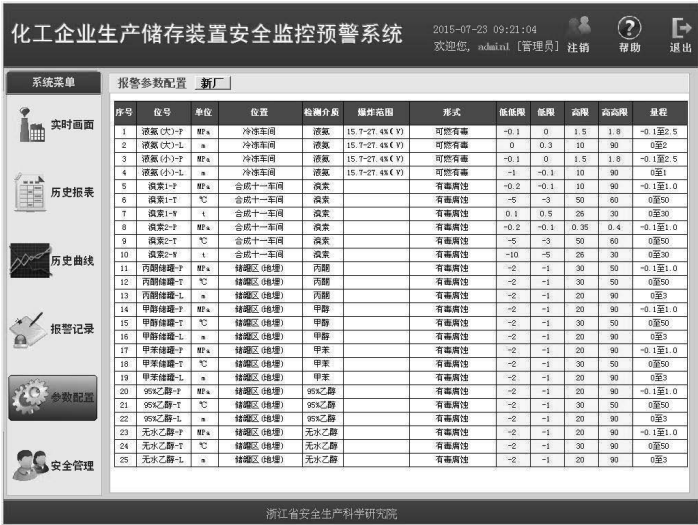 化工企业生产储存装置安全监控预警系统
2015-07-23 09:21:04
欢迎您, admin1 [管理员] 注销 帮助 退出
系统菜单
报警参数配置 新厂
实时画面
历史报表
历史曲线
报警记录
参数配置
安全管理
序号 位号 单位 位置 检测介质 爆炸范围 形式 低低限 低限 高限 高高限 量程
1 液氨(大)-P MPa 冷冻车间 液氨 15.7-27.4%(V) 可燃有毒 -0.1 0 1.5 1.8 -0.1至2.5
2 液氨(大)-L m 冷冻车间 液氨 15.7-27.4%(V) 可燃有毒 0 0.3 10 90 0至2
3 液氨(小)-P MPa 冷冻车间 液氨 15.7-27.4%(V) 可燃有毒 -0.1 0 1.5 1.8 -0.1至2.5
4 液氨(小)-L m 冷冻车间 液氨 15.7-27.4%(V) 可燃有毒 -1 -0.1 10 90 0至1
5 溴素1-P MPa 合成十一车间 溴素 有毒腐蚀 -0.2 -0.1 10 90 -0.1至1.0
6 溴素1-T ℃ 合成十一车间 溴素 有毒腐蚀 -5 -3 50 60 0至50
7 溴素1-W t 合成十一车间 溴素 有毒腐蚀 0.1 0.5 26 30 0至30
8 溴素2-P MPa 合成十一车间 溴素 有毒腐蚀 -0.2 -0.1 0.35 0.4 -0.1至1.0
9 溴素2-T ℃ 合成十一车间 溴素 有毒腐蚀 -5 -3 50 60 0至50
10 溴素2-W t 合成十一车间 溴素 有毒腐蚀 -10 -5 26 30 0至30
11 丙酮储罐-P MPa 储罐区(地埋) 丙酮 有毒腐蚀 -2 -1 30 50 -0.1至1.0
12 丙酮储罐-T ℃ 储罐区(地埋) 丙酮 有毒腐蚀 -2 -1 30 50 0至50
13 丙酮储罐-L m 储罐区(地埋) 丙酮 有毒腐蚀 -2 -1 20 90 0至3
14 甲醇储罐-P MPa 储罐区(地埋) 甲醇 有毒腐蚀 -2 -1 20 90 -0.1至1.0
15 甲醇储罐-T ℃ 储罐区(地埋) 甲醇 有毒腐蚀 -2 -1 30 50 0至50
16 甲醇储罐-L m 储罐区(地埋) 甲醇 有毒腐蚀 -2 -1 20 90 0至3
17 甲苯储罐-P MPa 储罐区(地埋) 甲苯 有毒腐蚀 -2 -1 20 90 -0.1至1.0
18 甲苯储罐-T ℃ 储罐区(地埋) 甲苯 有毒腐蚀 -2 -1 30 50 0至50
19 甲苯储罐-L m 储罐区(地埋) 甲苯 有毒腐蚀 -2 -1 20 90 0至3
20 95%乙醇-P MPa 储罐区(地埋) 95%乙醇 有毒腐蚀 -2 -1 20 90 -0.1至1.0
21 95%乙醇-T ℃ 储罐区(地埋) 95%乙醇 有毒腐蚀 -2 -1 30 50 0至50
22 95%乙醇-L m 储罐区(地埋) 95%乙醇 有毒腐蚀 -2 -1 20 90 0至3
23 无水乙醇-P MPa 储罐区(地埋) 无水乙醇 有毒腐蚀 -2 -1 20 90 -0.1至1.0
24 无水乙醇-T ℃ 储罐区(地埋) 无水乙醇 有毒腐蚀 -2 -1 30 90 0至50
25 无水乙醇-L m 储罐区(地埋) 无水乙醇 有毒腐蚀 -2 -1 20 90 0至3
浙江省安全生产科学研究院